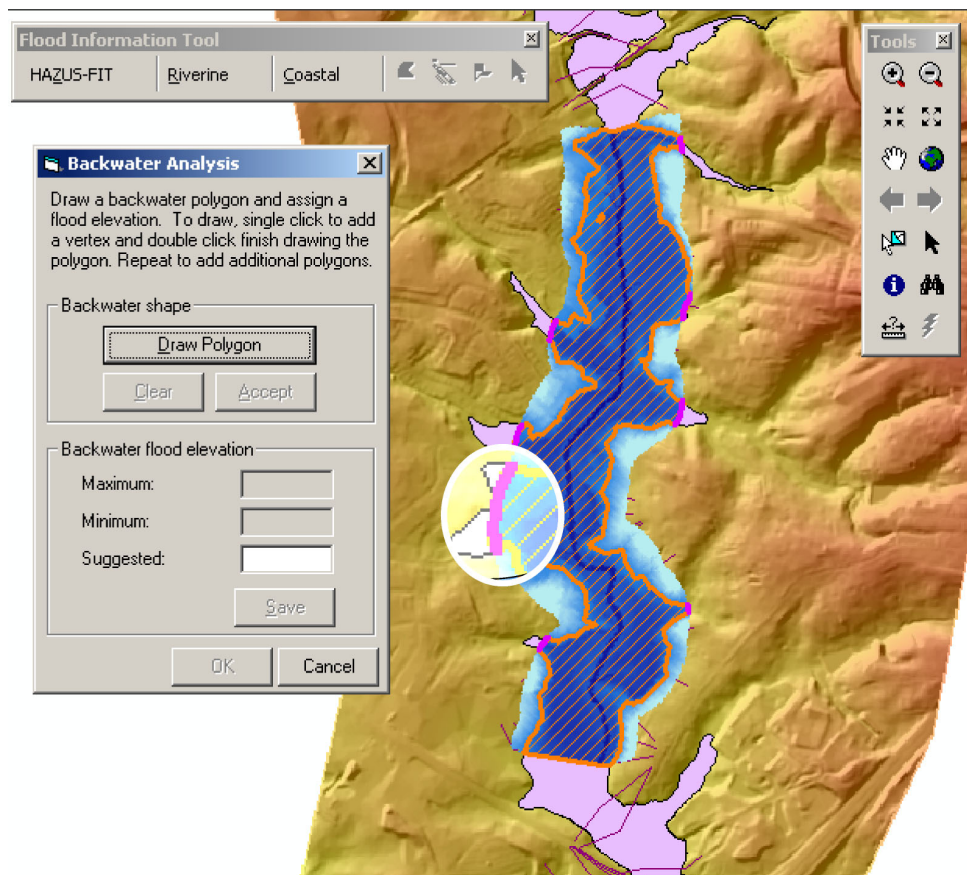 Flood Information Tool
HAZUS-FIT Riverine Coastal
Tools
Backwater Analysis
Draw a backwater polygon and assign a
flood elevation. To draw, single click to add
a vertex and double click finish drawing the
polygon. Repeat to add additional polygons.
Backwater shape
Draw Polygon
Clear Accept
Backwater flood elevation
Maximum:
Minimum:
Suggested:
Save
OK Cancel